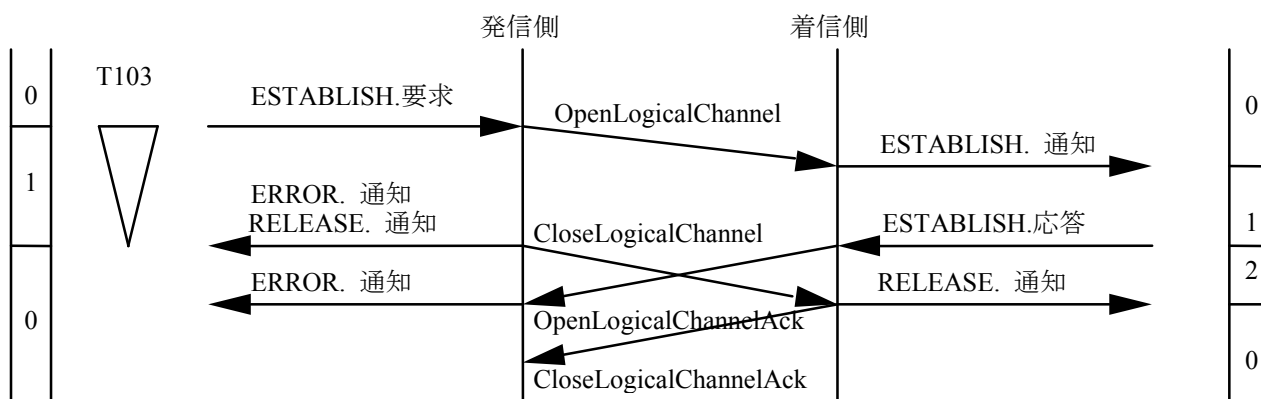 発信側 着信側
T103
0
ESTABLISH.要求
OpenLogicalChannel
0
ESTABLISH. 通知
1
ERROR. 通知
RELEASE. 通知
CloseLogicalChannel
ESTABLISH.応答
1
2
ERROR. 通知
RELEASE. 通知
0
OpenLogicalChannelAck
0
CloseLogicalChannelAck